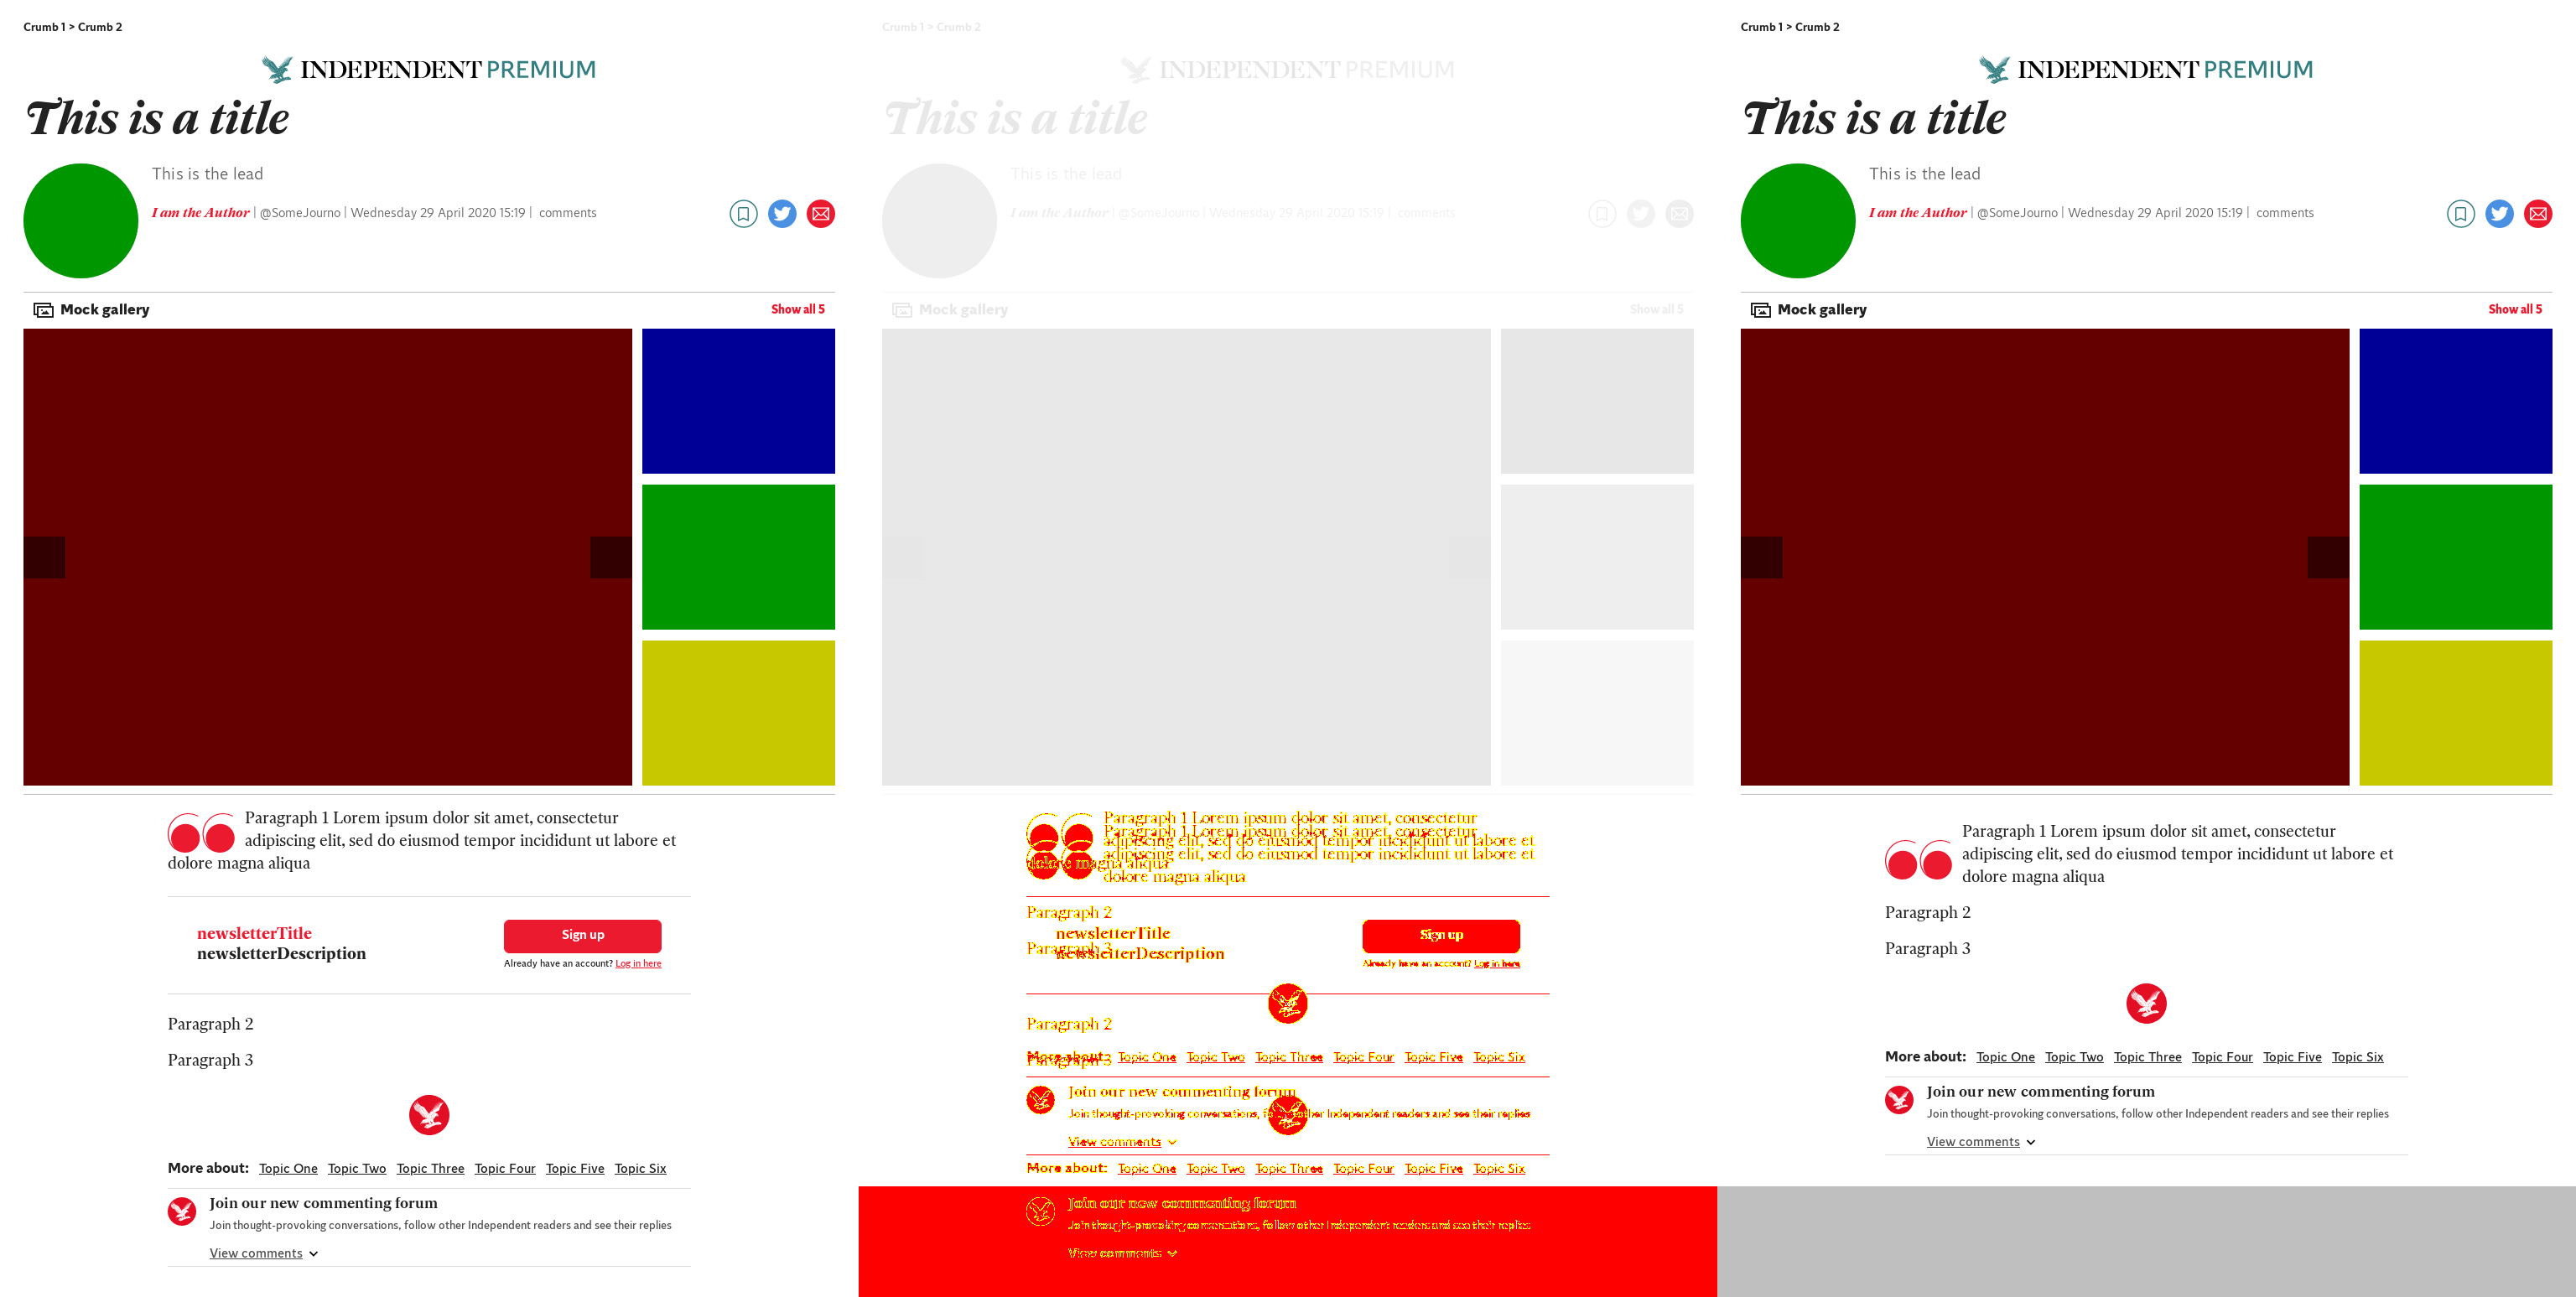 Crumb 1 > Crumb 2
INDEPENDENT PREMIUM
This is a title
This is the lead
I am the Author | @SomeJourno | Wednesday 29 April 2020 15:19 | comments
Mock gallery
Show all 5
Paragraph 1 Lorem ipsum dolor sit amet, consectetur
adipiscing elit, sed do eiusmod tempor incididunt ut labore et
dolore magna aliqua
newsletterTitle
newsletterDescription
Sign up
Already have an account? Log in here
Paragraph 2
Paragraph 3
More about: Topic One Topic Two Topic Three Topic Four Topic Five Topic Six
Join our new commenting forum
Join thought-provoking conversations, follow other Independent readers and see their replies
View comments
Crumb 1 > Crumb 2
INDEPENDENT PREMIUM
This is a title
This is the lead
I am the Author | @SomeJourno | Wednesday 29 April 2020 15:19 | comments
Mock gallery
Show all 5
Paragraph 1 Lorem ipsum dolor sit amet, consectetur
Paragraph 1 Lorem ipsum dolor sit amet, consectetur
adipiscing elit, sed do eiusmod tempor incididunt ut labore et
adipiscing elit, sed do eiusmod tempor incididunt ut labore et
dolore magna aliqua
dolore magna aliqua
Paragraph 2
newsletterTitle
Sign up
Paragraph 3
newsletterDescription
Already have an account? Log in here
Paragraph 2
More about: Topic One Topic Two Topic Three Topic Four Topic Five Topic Six
Paragraph 3
Join our new commenting forum
Join thought-provoking conversations, follow other Independent readers and see their replies
View comments
More about: Topic One Topic Two Topic Three Topic Four Topic Five Topic Six
Join our new commenting forum
Join thought-provoking conversations, follow other Independent readers and see their replies
View comments
Crumb 1 > Crumb 2
INDEPENDENT PREMIUM
This is a title
This is the lead
I am the Author | @SomeJourno | Wednesday 29 April 2020 15:19 | comments
Mock gallery
Show all 5
Paragraph 1 Lorem ipsum dolor sit amet, consectetur
adipiscing elit, sed do eiusmod tempor incididunt ut labore et
dolore magna aliqua
Paragraph 2
Paragraph 3
More about: Topic One Topic Two Topic Three Topic Four Topic Five Topic Six
Join our new commenting forum
Join thought-provoking conversations, follow other Independent readers and see their replies
View comments